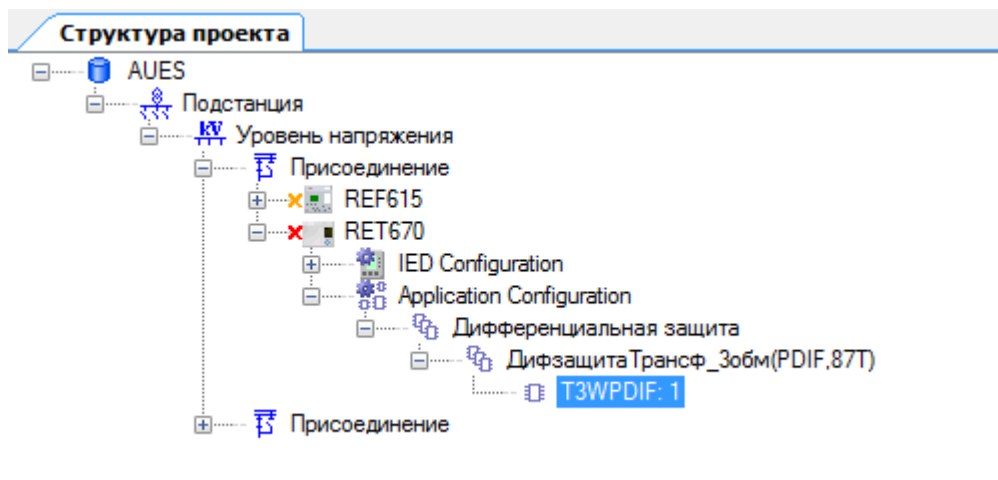 Структура проекта
AUES
Подстанция
kV Уровень напряжения
Присоединение
REF615
RET670
IED Configuration
Application Configuration
Дифференциальная защита
ДифзащитаТрансф_3обм(PDIF,87T)
T3WPDIF: 1
Присоединение